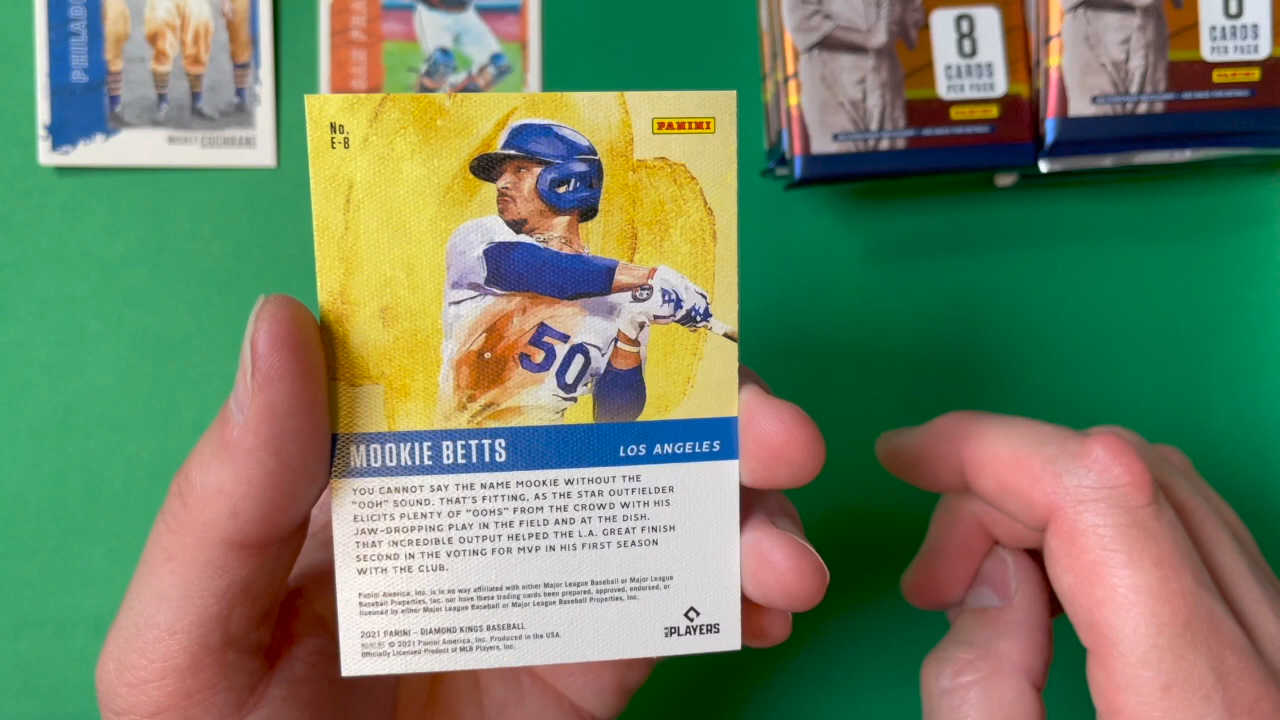 PHILAD
MICKEY COCHRANE
SAN FRA
8
CARDS
PER PACK
PANINI
8
CARDS
PER PACK
PANINI
No.
E-8
PANINI
50
MOOKIE BETTS
LOS ANGELES
YOU CANNOT SAY THE NAME MOOKIE WITHOUT THE
"OOH" SOUND. THAT'S FITTING, AS THE STAR OUTFIELDER
ELICITS PLENTY OF "OOHS" FROM THE CROWD WITH HIS
JAW-DROPPING PLAY IN THE FIELD AND AT THE DISH.
THAT INCREDIBLE OUTPUT HELPED THE L.A. GREAT FINISH
SECOND IN THE VOTING FOR MVP IN HIS FIRST SEASON
WITH THE CLUB.
Panini America, Inc. is in no way affiliated with either Major League Baseball or Major League
Baseball Properties, Inc. nor have these trading cards been prepared, approved, endorsed, or
licensed by either Major League Baseball or Major League Baseball Properties, Inc.
2021 PANINI - DIAMOND KINGS BASEBALL
© 2021 Panini America, Inc. Produced in the USA.
Officially Licensed Product of MLB Players, Inc.
MLB PLAYERS